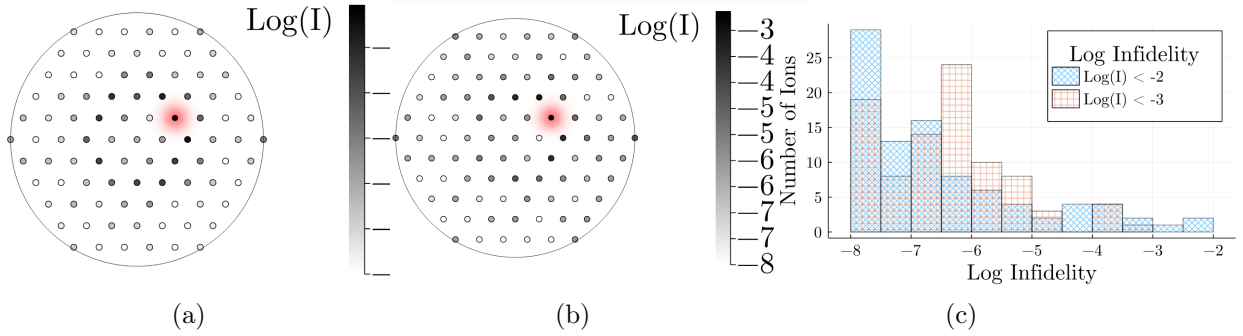 Log(I)
Log(I)
−3
−4
−4
−5
−5
−6
−6
−7
−7
−8
Number of Ions
25
20
15
10
5
0
Log Infidelity
Log(I) < -2
Log(I) < -3
−8
−7
−6
−5
−4
−3
−2
Log Infidelity
(a)
(b)
(c)